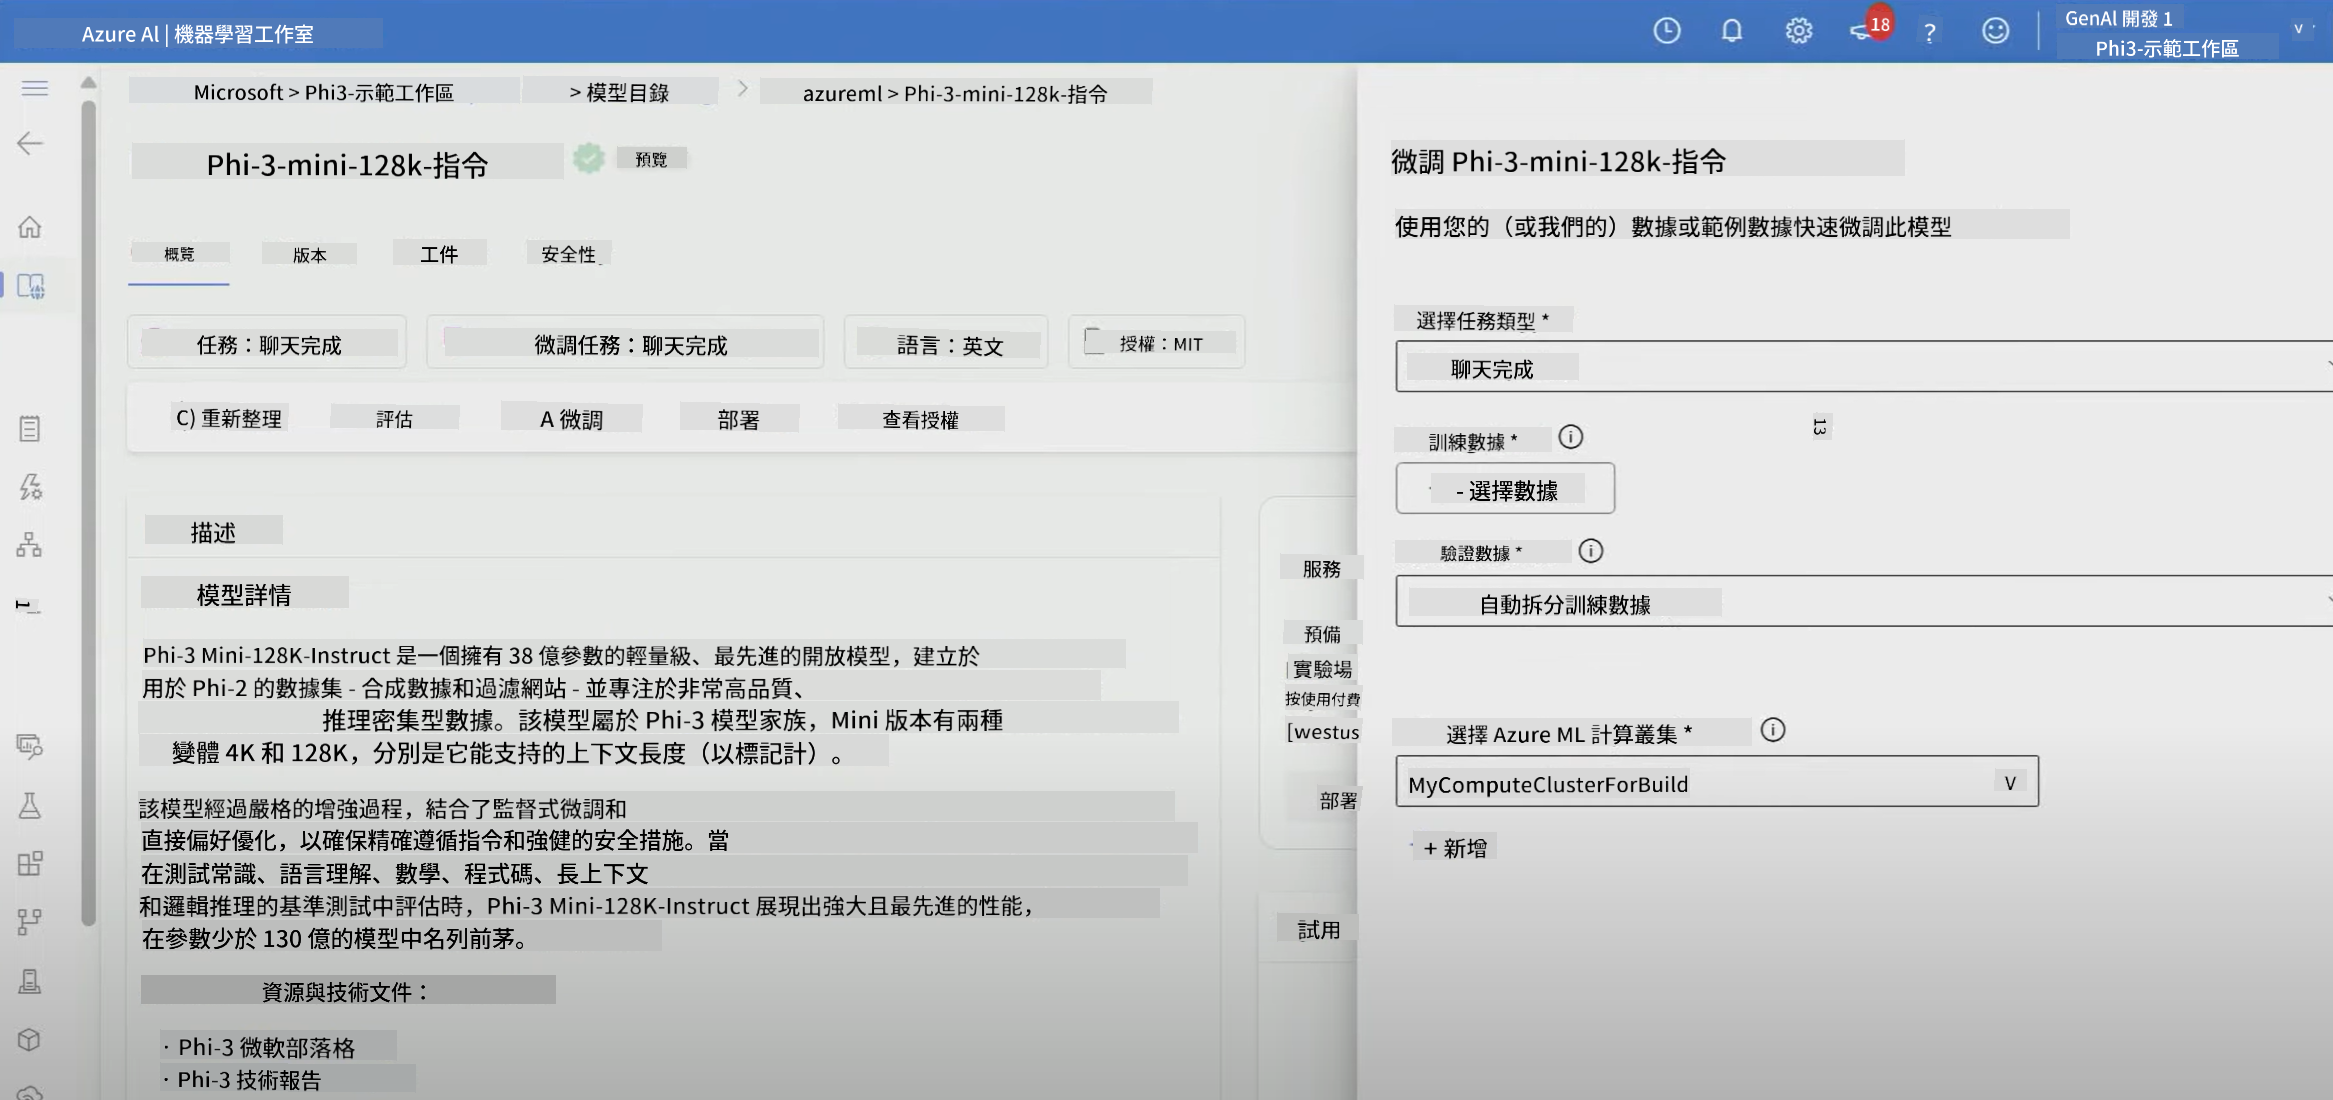 Azure Al | 機器學習工作室
18
?
GenAl 開發 1
Phi3-示範工作區
v
Microsoft > Phi3-示範工作區 > 模型目錄 > azureml > Phi-3-mini-128k-指令
Phi-3-mini-128k-指令
預覽
概覽
版本
工件
安全性
任務：聊天完成
微調任務：聊天完成
語言：英文
授權：MIT
C) 重新整理
評估
A 微調
部署
查看授權
描述
模型詳情
Phi-3 Mini-128K-Instruct 是一個擁有 38 億參數的輕量級、最先進的開放模型，建立於
用於 Phi-2 的數據集 - 合成數據和過濾網站 - 並專注於非常高品質、
推理密集型數據。該模型屬於 Phi-3 模型家族，Mini 版本有兩種
變體 4K 和 128K，分別是它能支持的上下文長度（以標記計）。
該模型經過嚴格的增強過程，結合了監督式微調和
直接偏好優化，以確保精確遵循指令和強健的安全措施。當
在測試常識、語言理解、數學、程式碼、長上下文
和邏輯推理的基準測試中評估時，Phi-3 Mini-128K-Instruct 展現出強大且最先進的性能，
在參數少於 130 億的模型中名列前茅。
資源與技術文件：
· Phi-3 微軟部落格
· Phi-3 技術報告
服務
預備
實驗場
按使用付費
[westus
部署
試用
微調 Phi-3-mini-128k-指令
使用您的（或我們的）數據或範例數據快速微調此模型
選擇任務類型 *
聊天完成
13
訓練數據 *
- 選擇數據
驗證數據 *
自動拆分訓練數據
選擇 Azure ML 計算叢集 *
MyComputeClusterForBuild
V
+ 新增